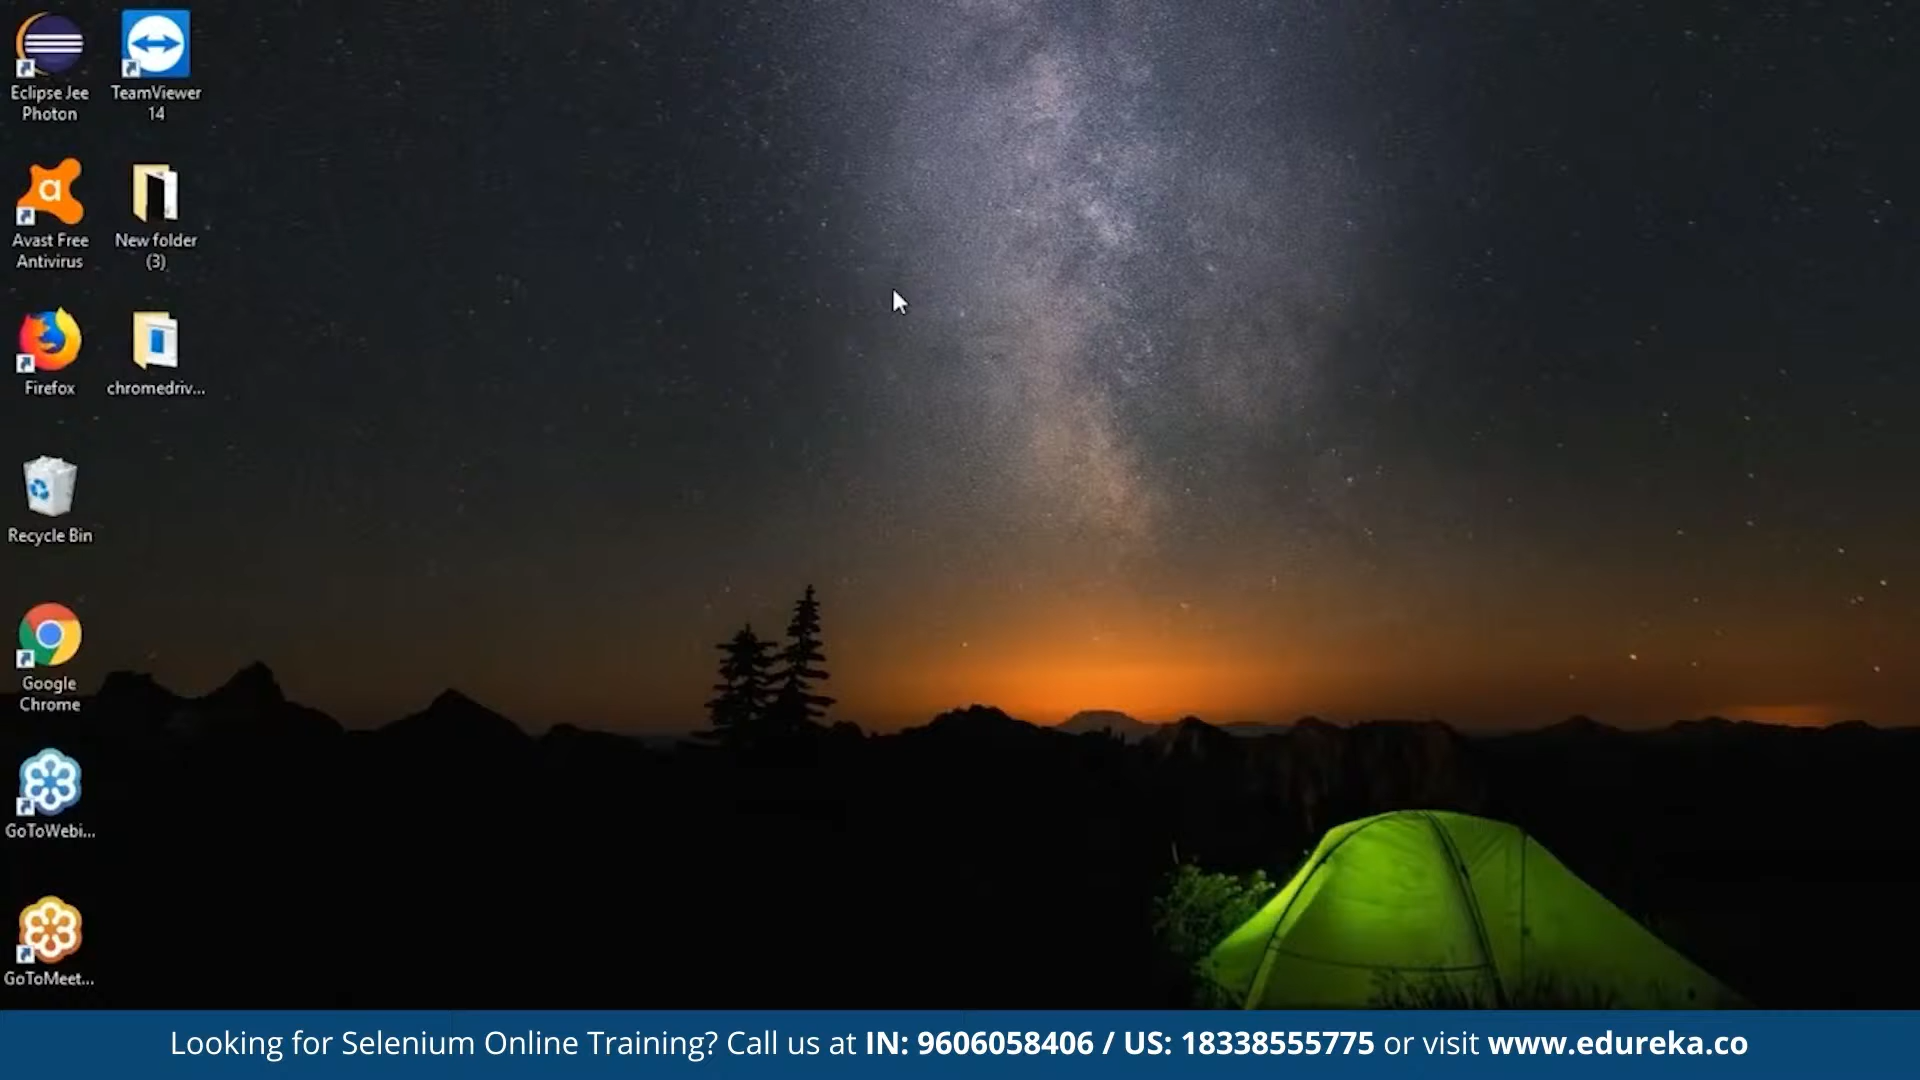 Eclipse Jee
Photon
TeamViewer
14
Avast Free
Antivirus
New folder
(3)
Firefox
chromedriv...
Recycle Bin
Google
Chrome
GoToWebi...
GoToMeet...
Looking for Selenium Online Training? Call us at IN: 9606058406 / US: 18338555775 or visit www.edureka.co